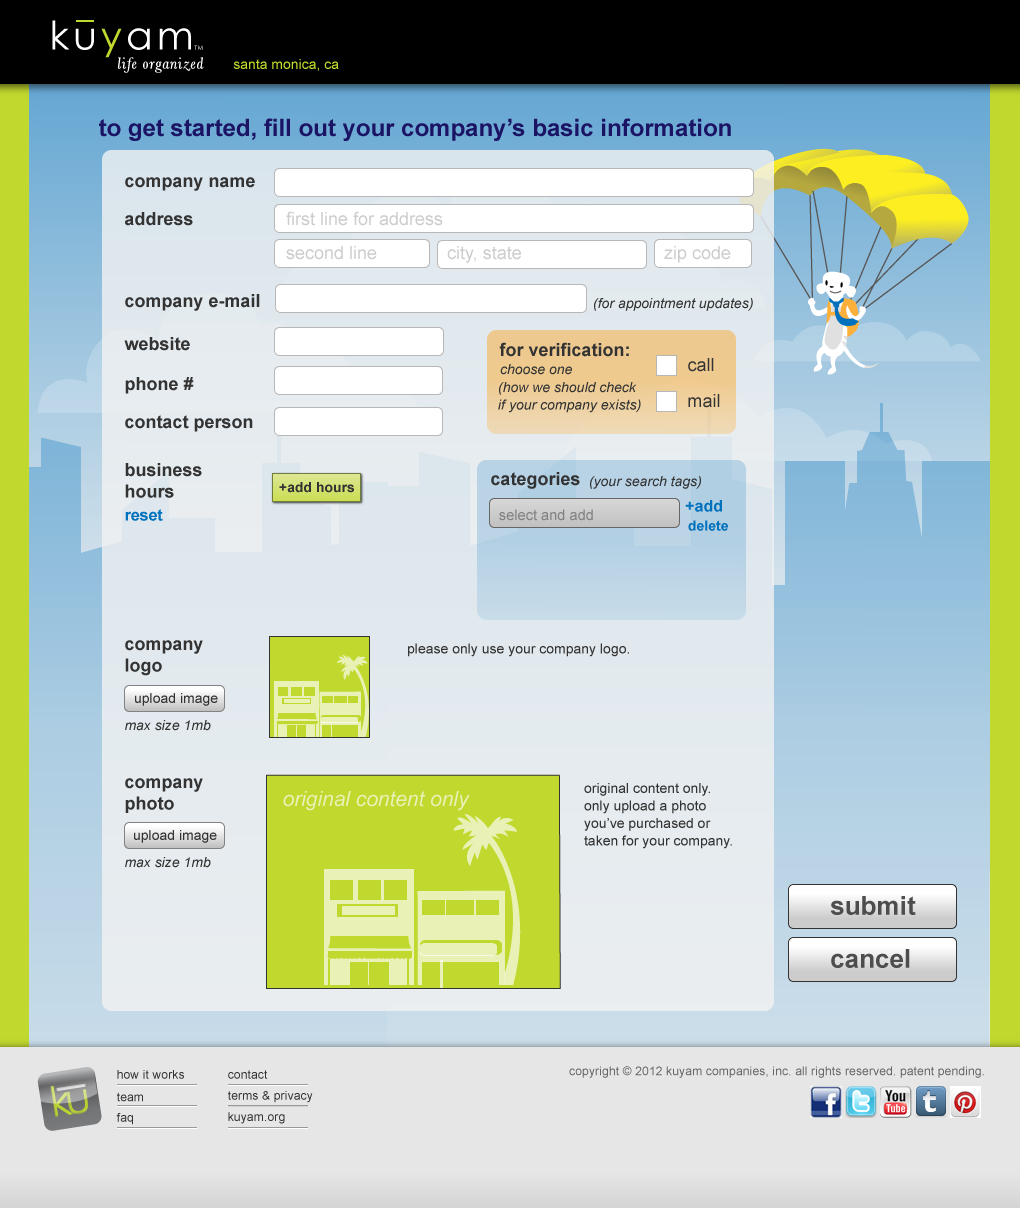 kūyam™
life organized
santa monica, ca
to get started, fill out your company’s basic information
company name
address
first line for address
second line
city, state
zip code
company e-mail
(for appointment updates)
website
phone #
contact person
for verification:
choose one
(how we should check
if your company exists)
call
mail
business
hours
reset
+add hours
categories (your search tags)
select and add
+add
delete
company
logo
upload image
max size 1mb
please only use your company logo.
company
photo
upload image
max size 1mb
original content only
original content only.
only upload a photo
you’ve purchased or
taken for your company.
submit
cancel
kū
how it works
team
faq
contact
terms & privacy
kuyam.org
copyright © 2012 kuyam companies, inc. all rights reserved. patent pending.
f
t
You
Tube
t
p